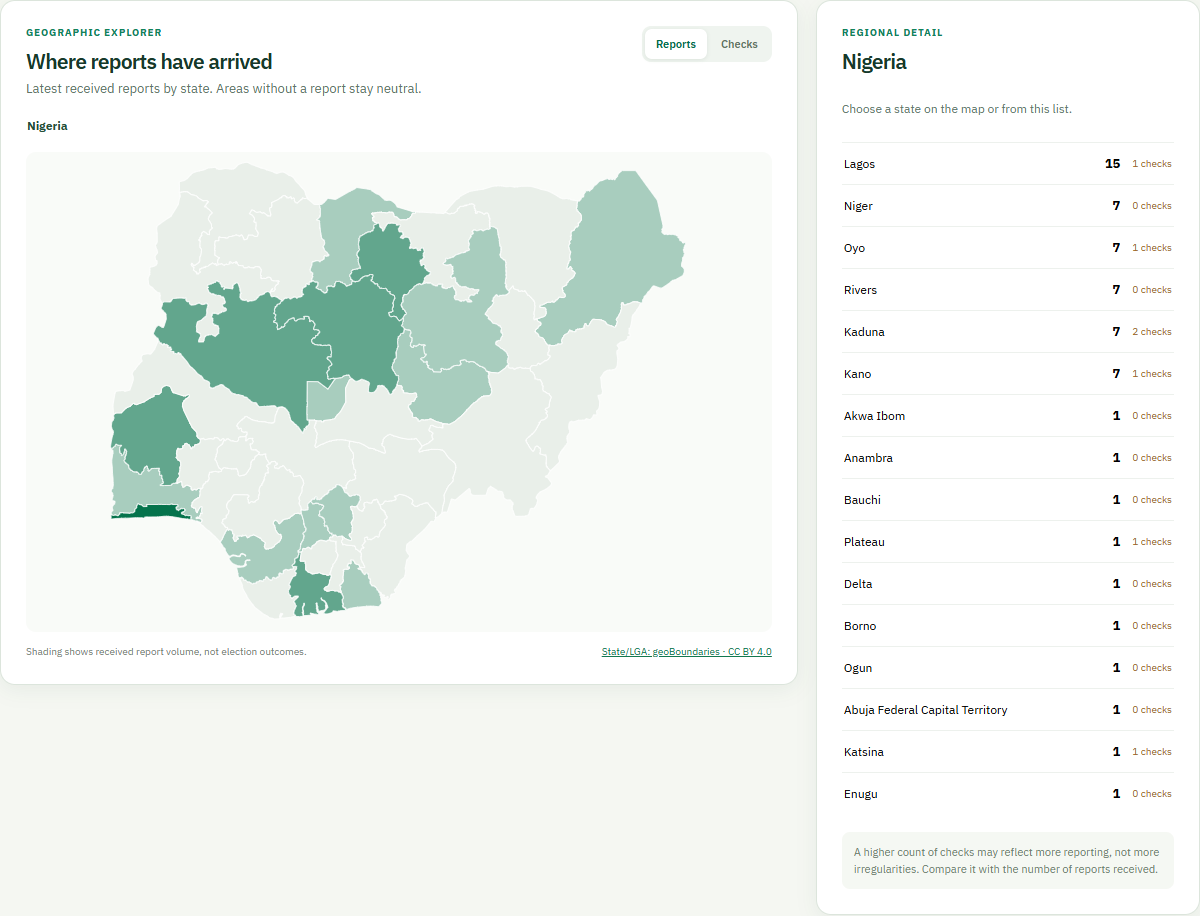 GEOGRAPHIC EXPLORER
Where reports have arrived
Latest received reports by state. Areas without a report stay neutral.
Reports Checks
Nigeria
Shading shows received report volume, not election outcomes.
State/LGA: geoBoundaries · CC BY 4.0
REGIONAL DETAIL
Nigeria
Choose a state on the map or from this list.
Lagos 15 1 checks
Niger 7 0 checks
Oyo 7 1 checks
Rivers 7 0 checks
Kaduna 7 2 checks
Kano 7 1 checks
Akwa Ibom 1 0 checks
Anambra 1 0 checks
Bauchi 1 0 checks
Plateau 1 1 checks
Delta 1 0 checks
Borno 1 0 checks
Ogun 1 0 checks
Abuja Federal Capital Territory 1 0 checks
Katsina 1 1 checks
Enugu 1 0 checks
A higher count of checks may reflect more reporting, not more
irregularities. Compare it with the number of reports received.